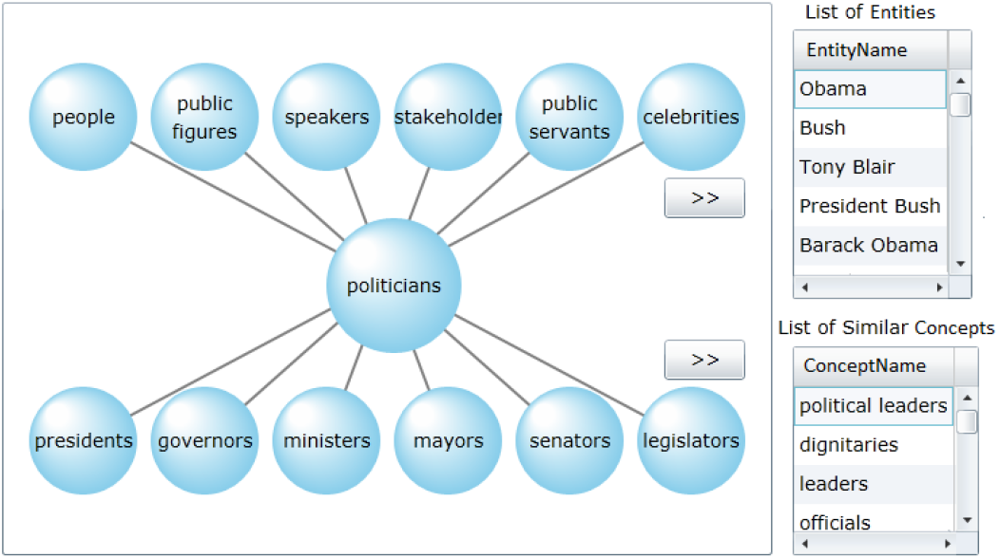 people
public
figures
speakers
stakeholder
public
servants
celebrities
>>
politicians
>>
presidents
governors
ministers
mayors
senators
legislators
List of Entities
EntityName
Obama
Bush
Tony Blair
President Bush
Barack Obama
List of Similar Concepts
ConceptName
political leaders
dignitaries
leaders
officials